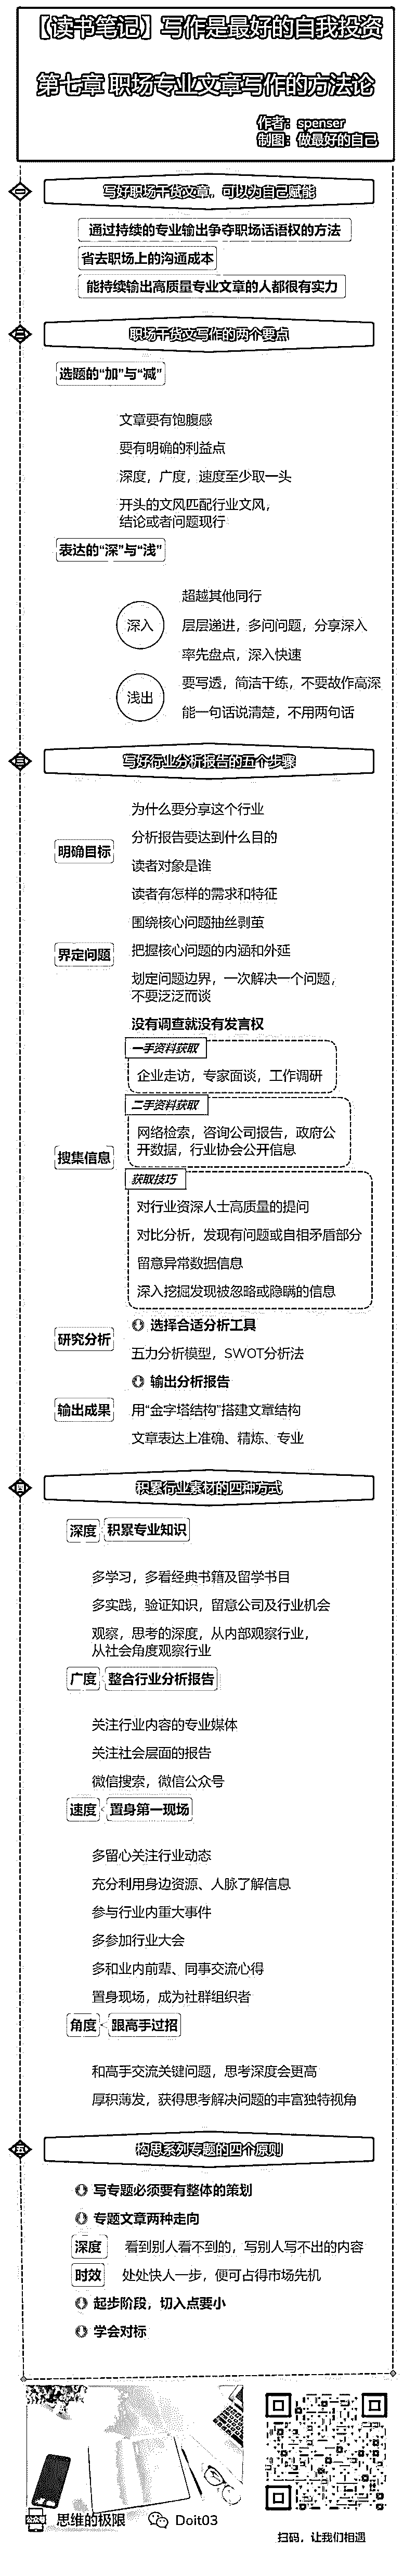 【读书笔记】写作是最好的自我投资
第七章 职场专业文章写作的方法论
作者：spenser
制图：做最好的自己
一
写好职场干货文章，可以为自己赋能
通过持续的专业输出争夺职场话语权的方法
省去职场上的沟通成本
能持续输出高质量专业文章的人都很有实力
二
职场干货文写作的两个要点
选题的“加”与“减”
文章要有饱腹感
要有明确的利益点
深度，广度，速度至少取一头
开头的文风匹配行业文风，
结论或者问题现行
表达的“深”与“浅”
深入
超越其他同行
层层递进，多问问题，分享深入
率先盘点，深入快速
浅出
要写透，简洁干练，不要故作高深
能一句话说清楚，不用两句话
三
写好行业分析报告的五个步骤
明确目标
为什么要分享这个行业
分析报告要达到什么目的
读者对象是谁
读者有怎样的需求和特征
界定问题
围绕核心问题抽丝剥茧
把握核心问题的内涵和外延
划定问题边界，一次解决一个问题，
不要泛泛而谈
搜集信息
没有调查就没有发言权
一手资料获取
企业走访，专家面谈，工作调研
二手资料获取
网络检索，咨询公司报告，政府公
开数据，行业协会公开信息
获取技巧
对行业资深人士高质量的提问
对比分析，发现有问题或自相矛盾部分
留意异常数据信息
深入挖掘发现被忽略或隐瞒的信息
研究分析
选择合适分析工具
五力分析模型，SWOT分析法
输出成果
输出分析报告
用“金字塔结构”搭建文章结构
文章表达上准确、精炼、专业
四
积累行业素材的四种方式
深度 积累专业知识
多学习，多看经典书籍及留学书目
多实践，验证知识，留意公司及行业机会
观察，思考的深度，从内部观察行业，
从社会角度观察行业
广度 整合行业分析报告
关注行业内容的专业媒体
关注社会层面的报告
微信搜索，微信公众号
速度 置身第一现场
多留心关注行业动态
充分利用身边资源、人脉了解信息
参与行业内重大事件
多参加行业大会
多和业内前辈、同事交流心得
置身现场，成为社群组织者
角度 跟高手过招
和高手交流关键问题，思考深度会更高
厚积薄发，获得思考解决问题的丰富独特视角
五
构思系列专题的四个原则
写专题必须要有整体的策划
专题文章两种走向
深度 看到别人看不到的，写别人写不出的内容
时效 处处快人一步，便可占得市场先机
起步阶段，切入点要小
学会对标
思维的极限 Doit03
扫码，让我们相遇